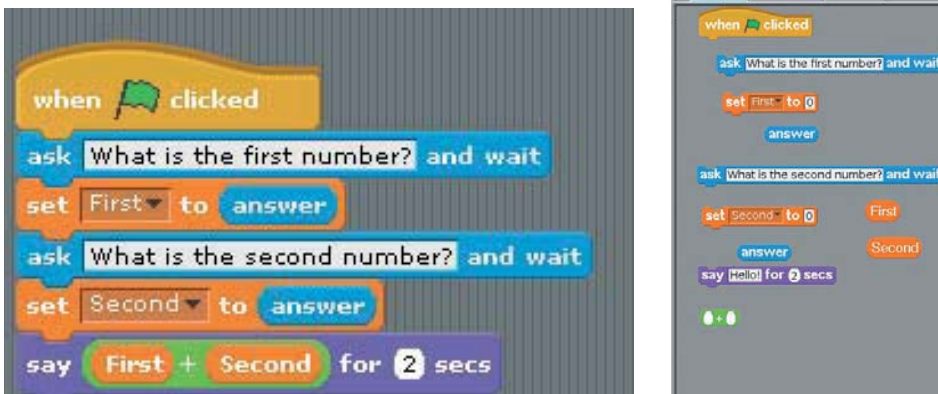 when clicked
ask What is the first number? and wait
set First to answer
ask What is the second number? and wait
set Second to answer
say First + Second for 2 secs
when clicked
ask What is the first number? and wait
set First to 0
answer
ask What is the second number? and wait
set Second to 0 First
answer Second
say Hello! for 2 secs
+